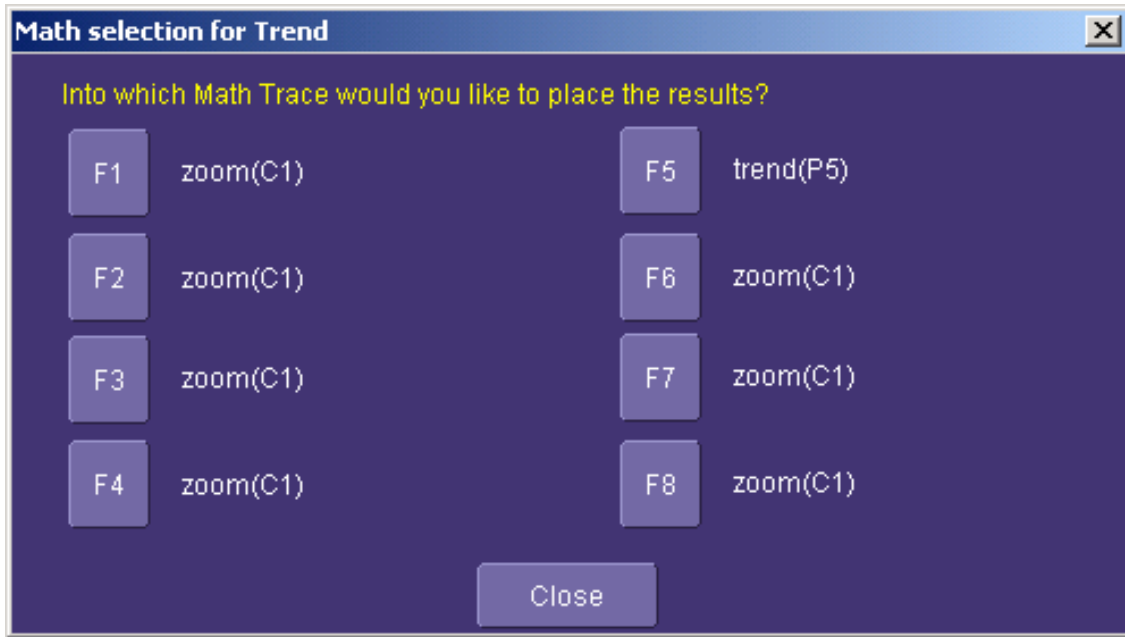 Math selection for Trend
Into which Math Trace would you like to place the results?
F1 zoom(C1) F5 trend(P5)
F2 zoom(C1) F6 zoom(C1)
F3 zoom(C1) F7 zoom(C1)
F4 zoom(C1) F8 zoom(C1)
Close